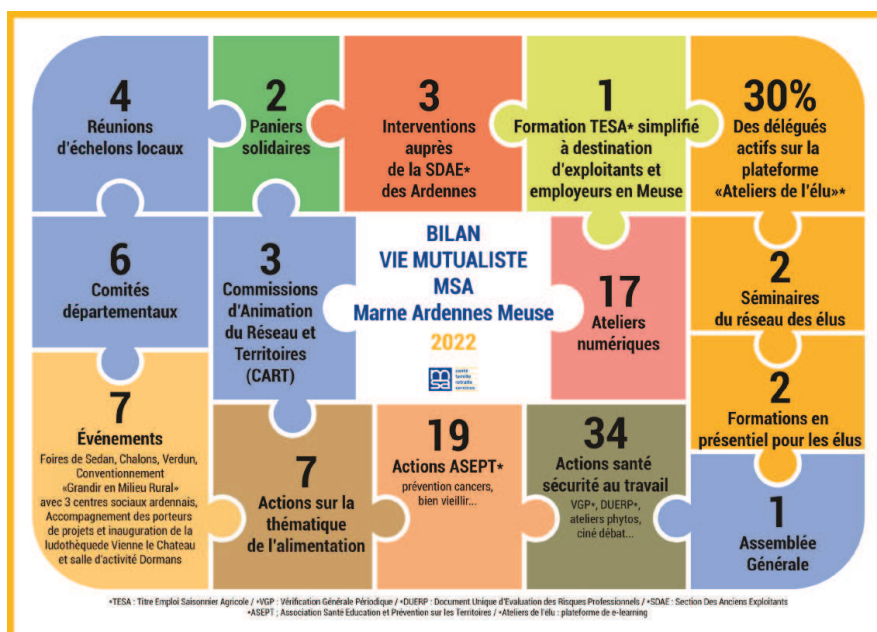 4
Réunions
d'échelons locaux
2
Paniers
solidaires
3
Interventions
auprès
de la SDAE*
des Ardennes
1
Formation TESA* simplifié
à destination
d'exploitants et
employeurs en Meuse
30%
Des délégués
actifs sur la
plateforme
«Ateliers de l'élu»*
6
Comités
départementaux
3
Commissions
d'Animation
du Réseau et
Territoires
(CART)
BILAN
VIE MUTUALISTE
MSA
Marne Ardennes Meuse
2022
msa
santé
famille
retraite
services
17
Ateliers
numériques
2
Séminaires
du réseau des élus
7
Événements
Foires de Sedan, Chalons, Verdun,
Conventionnement
«Grandir en Milieu Rural»
avec 3 centres sociaux ardennais,
Accompagnement des porteurs
de projets et inauguration de la
ludothèquede Vienne le Chateau
et salle d'activité Dormans
7
Actions sur la
thématique
de l'alimentation
19
Actions ASEPT*
prévention cancers,
bien vieillir...
34
Actions santé
sécurité au travail
VGP*, DUERP*,
ateliers phytos,
ciné débat...
2
Formations en
présentiel pour les élus
1
Assemblée
Générale
*TESA : Titre Emploi Saisonnier Agricole / *VGP : Vérification Générale Périodique / *DUERP : Document Unique d'Evaluation des Risques Professionnels / *SDAE : Section Des Anciens Exploitants
*ASEPT ; Association Santé Education et Prévention sur les Territoires / *Ateliers de l'élu : plateforme de e-learning